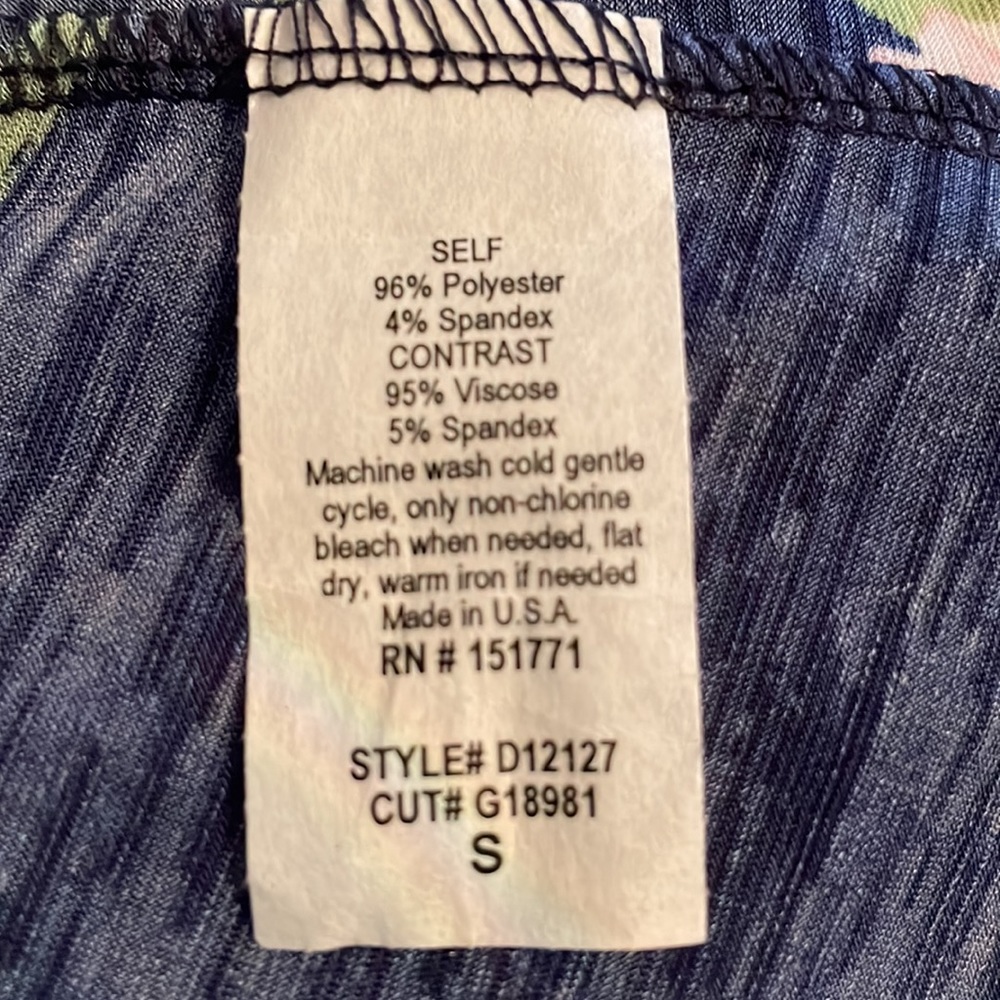 SELF
96% Polyester
4% Spandex
CONTRAST
95% Viscose
5% Spandex
Machine wash cold gentle
cycle, only non-chlorine
bleach when needed, flat
dry, warm iron if needed
Made in U.S.A.
RN # 151771
STYLE# D12127
CUT# G18981
S